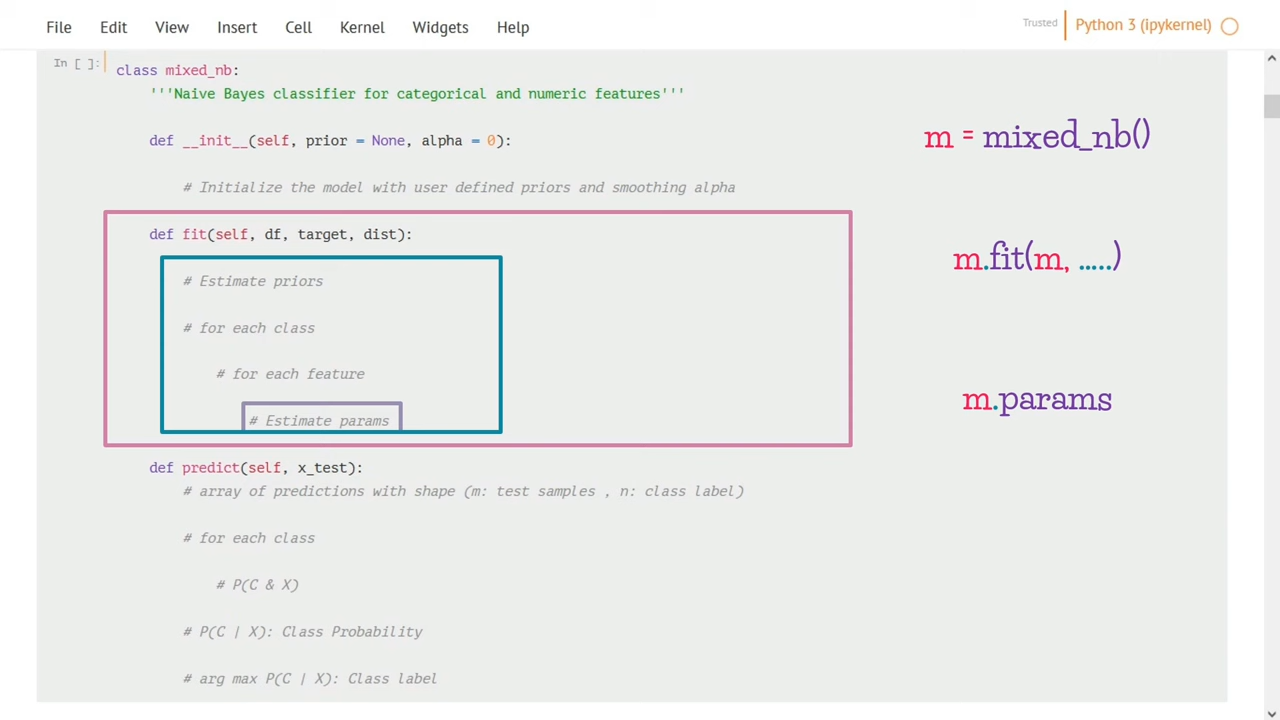 File Edit View Insert Cell Kernel Widgets Help Trusted Python 3 (ipykernel)
In [ ]:
class mixed_nb:
'''Naive Bayes classifier for categorical and numeric features'''
def __init__(self, prior = None, alpha = 0):
# Initialize the model with user defined priors and smoothing alpha
def fit(self, df, target, dist):
# Estimate priors
# for each class
# for each feature
# Estimate params
def predict(self, x_test):
# array of predictions with shape (m: test samples , n: class label)
# for each class
# P(C & X)
# P(C | X): Class Probability
# arg max P(C | X): Class label
m = mixed_nb()
m.fit(m, .....)
m.params